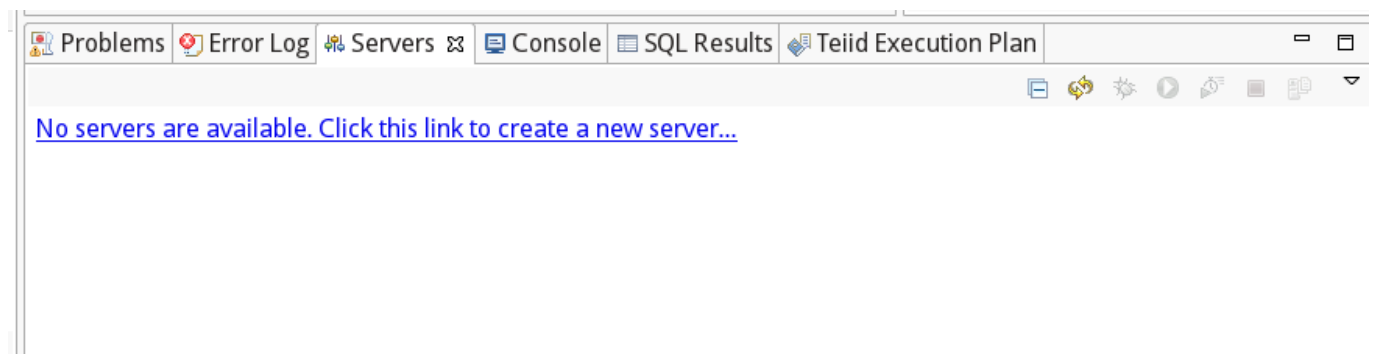 Problems Error Log Servers Console SQL Results Teiid Execution Plan
No servers are available. Click this link to create a new server...